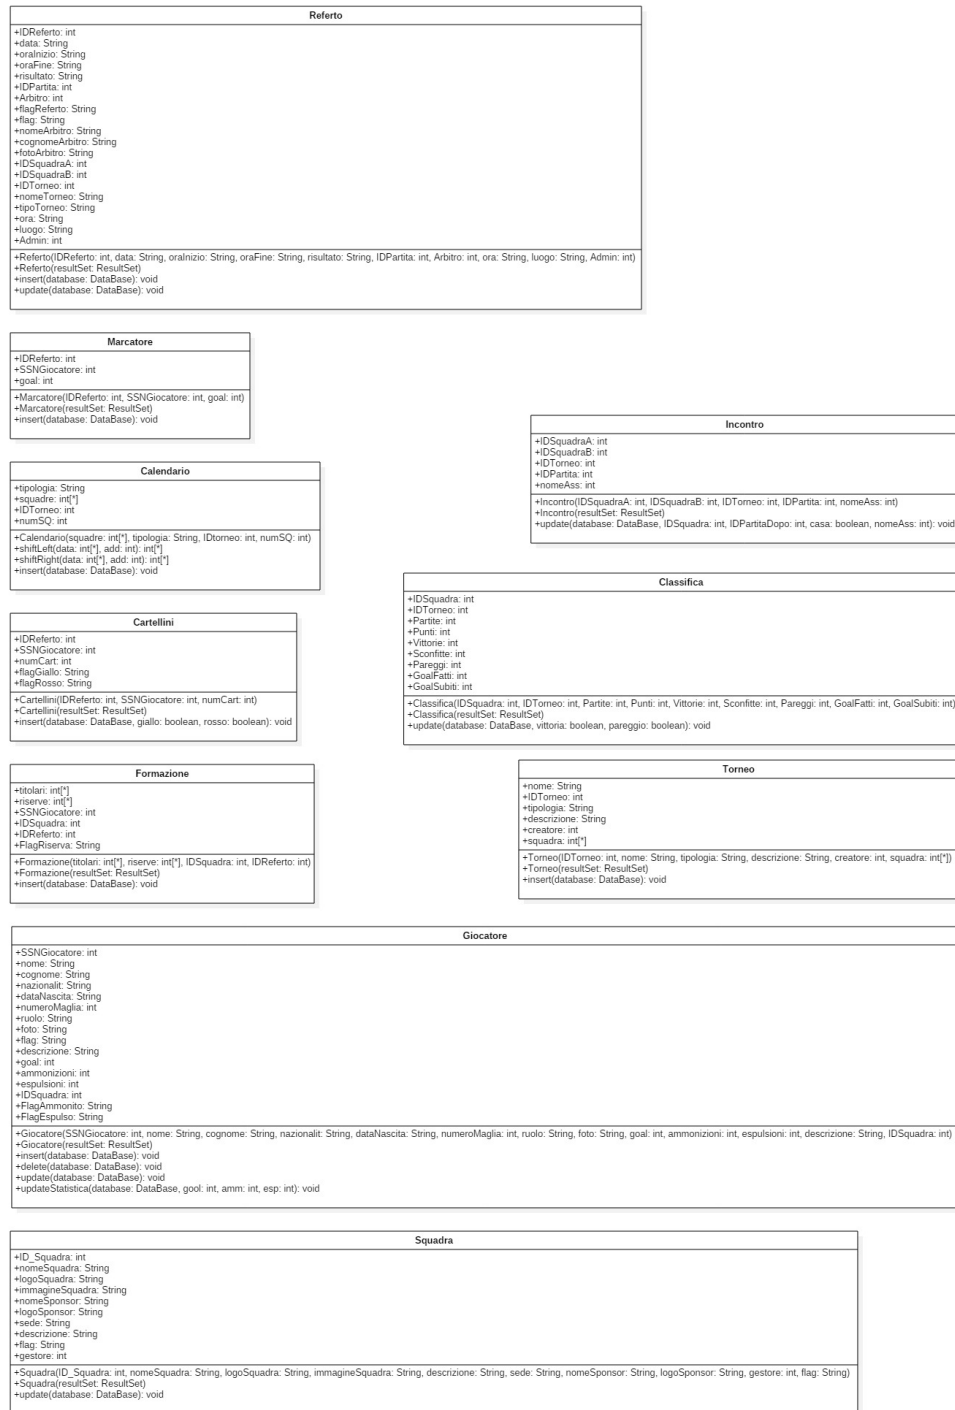 Referto
+IDReferto: int
+data: String
+oraInizio: String
+oraFine: String
+risultato: String
+IDPartita: int
+Arbitro: int
+flagReferto: String
+flag: String
+nomeArbitro: String
+cognomeArbitro: String
+fotoArbitro: String
+IDSquadraA: int
+IDSquadraB: int
+IDTorneo: int
+nomeTorneo: String
+tipoTorneo: String
+ora: String
+luogo: String
+Admin: int
+Referto(IDReferto: int, data: String, oraInizio: String, oraFine: String, risultato: String, IDPartita: int, Arbitro: int, ora: String, luogo: String, Admin: int)
+Referto(resultSet: ResultSet)
+insert(database: DataBase): void
+update(database: DataBase): void
Marcatore
+IDReferto: int
+SSNGiocatore: int
+goal: int
+Marcatore(IDReferto: int, SSNGiocatore: int, goal: int)
+Marcatore(resultSet: ResultSet)
+insert(database: DataBase): void
Incontro
+IDSquadraA: int
+IDSquadraB: int
+IDTorneo: int
+IDPartita: int
+nomeAss: int
+Incontro(IDSquadraA: int, IDSquadraB: int, IDTorneo: int, IDPartita: int, nomeAss: int)
+Incontro(resultSet: ResultSet)
+update(database: DataBase, IDSquadra: int, IDPartitaDopo: int, casa: boolean, nomeAss: int): void
Calendario
+tipologia: String
+squadre: int[*]
+IDTorneo: int
+numSQ: int
+Calendario(squadre: int[*], tipologia: String, IDtorneo: int, numSQ: int)
+shiftLeft(data: int[*], add: int): int[*]
+shiftRight(data: int[*], add: int): int[*]
+insert(database: DataBase): void
Classifica
+IDSquadra: int
+IDTorneo: int
+Partite: int
+Punti: int
+Vittorie: int
+Sconfitte: int
+Pareggi: int
+GoalFatti: int
+GoalSubiti: int
+Classifica(IDSquadra: int, IDTorneo: int, Partite: int, Punti: int, Vittorie: int, Sconfitte: int, Pareggi: int, GoalFatti: int, GoalSubiti: int)
+Classifica(resultSet: ResultSet)
+update(database: DataBase, vittoria: boolean, pareggio: boolean): void
Cartellini
+IDReferto: int
+SSNGiocatore: int
+numCart: int
+flagGiallo: String
+flagRosso: String
+Cartellini(IDReferto: int, SSNGiocatore: int, numCart: int)
+Cartellini(resultSet: ResultSet)
+insert(database: DataBase, giallo: boolean, rosso: boolean): void
Formazione
+titolari: int[*]
+riserve: int[*]
+SSNGiocatore: int
+IDSquadra: int
+IDReferto: int
+FlagRiserva: String
+Formazione(titolari: int[*], riserve: int[*], IDSquadra: int, IDReferto: int)
+Formazione(resultSet: ResultSet)
+insert(database: DataBase): void
Torneo
+nome: String
+IDTorneo: int
+tipologia: String
+descrizione: String
+creatore: int
+squadra: int[*]
+Torneo(IDTorneo: int, nome: String, tipologia: String, descrizione: String, creatore: int, squadra: int[*])
+Torneo(resultSet: ResultSet)
+insert(database: DataBase): void
Giocatore
+SSNGiocatore: int
+nome: String
+cognome: String
+nazionalit: String
+dataNascita: String
+numeroMaglia: int
+ruolo: String
+foto: String
+flag: String
+descrizione: String
+goal: int
+ammonizioni: int
+espulsioni: int
+IDSquadra: int
+FlagAmmonito: String
+FlagEspulso: String
+Giocatore(SSNGiocatore: int, nome: String, cognome: String, nazionalit: String, dataNascita: String, numeroMaglia: int, ruolo: String, foto: String, goal: int, ammonizioni: int, espulsioni: int, descrizione: String, IDSquadra: int)
+Giocatore(resultSet: ResultSet)
+insert(database: DataBase): void
+delete(database: DataBase): void
+update(database: DataBase): void
+updateStatistica(database: DataBase, gool: int, amm: int, esp: int): void
Squadra
+ID_Squadra: int
+nomeSquadra: String
+logoSquadra: String
+immagineSquadra: String
+nomeSponsor: String
+logoSponsor: String
+sede: String
+descrizione: String
+flag: String
+gestore: int
+Squadra(ID_Squadra: int, nomeSquadra: String, logoSquadra: String, immagineSquadra: String, descrizione: String, sede: String, nomeSponsor: String, logoSponsor: String, gestore: int, flag: String)
+Squadra(resultSet: ResultSet)
+update(database: DataBase): void